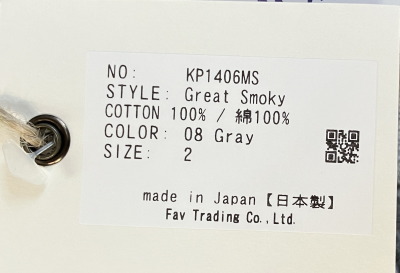 NO: KP1406MS
STYLE: Great Smoky
COTTON 100% / 綿100%
COLOR: 08 Gray
SIZE: 2
made in Japan【日本製】
Fav Trading Co., Ltd.